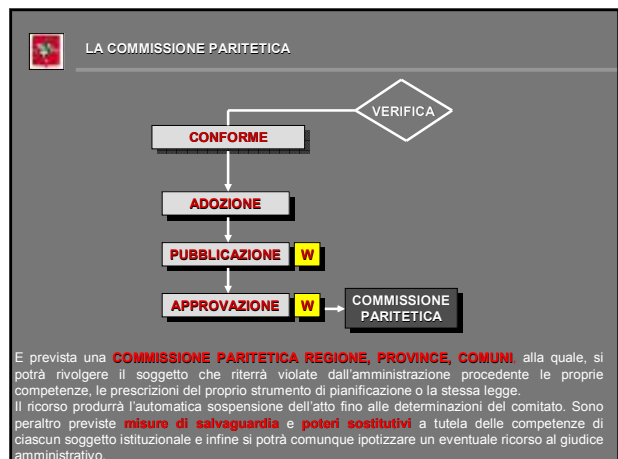 LA COMMISSIONE PARITETICA
VERIFICA
CONFORME
ADOZIONE
PUBBLICAZIONE W
APPROVAZIONE W
COMMISSIONE
PARITETICA
E prevista una COMMISSIONE PARITETICA REGIONE, PROVINCE, COMUNI, alla quale, si
potrà rivolgere il soggetto che riterrà violate dall'amministrazione procedente le proprie
competenze, le prescrizioni del proprio strumento di pianificazione o la stessa legge.
Il ricorso produrrà l'automatica sospensione dell'atto fino alle determinazioni del comitato. Sono
peraltro previste misure di salvaguardia e poteri sostitutivi a tutela delle competenze di
ciascun soggetto istituzionale e infine si potrà comunque ipotizzare un eventuale ricorso al giudice
amministrativo.